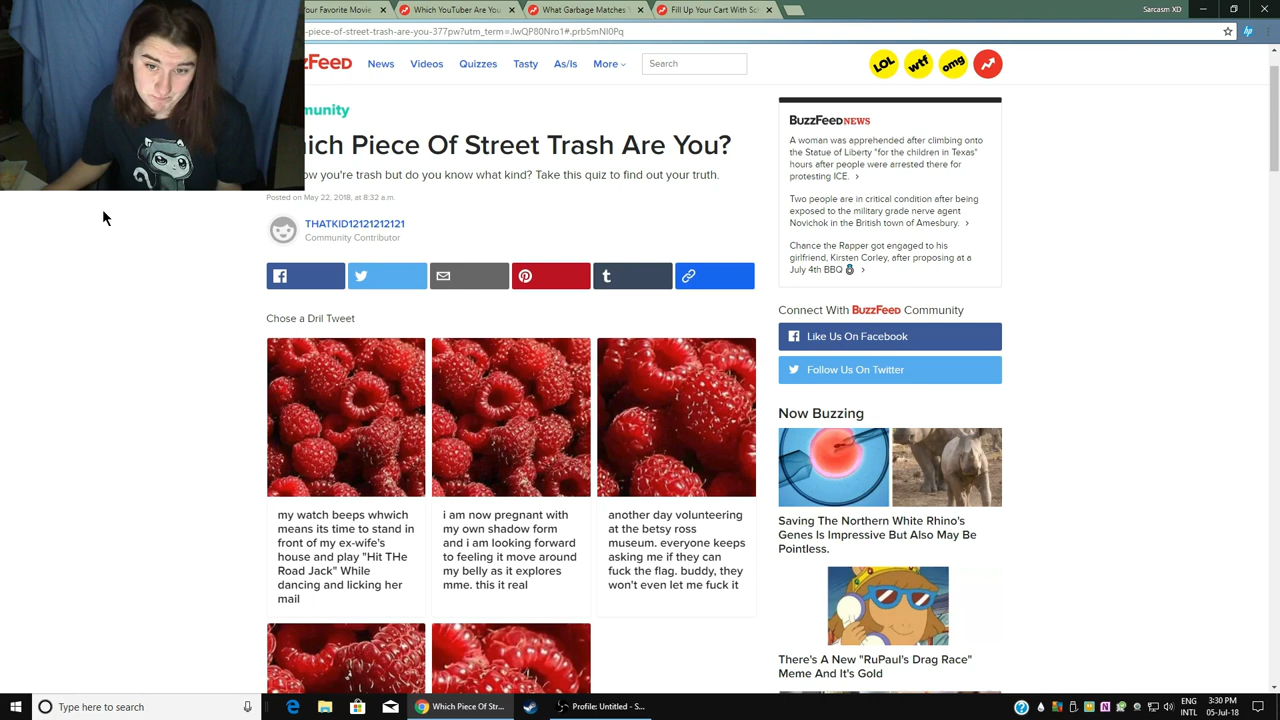 Your Favorite Movie
Which YouTuber Are You
What Garbage Matches
Fill Up Your Cart With Sc
Sarcasm XD
-piece-of-street-trash-are-you-377pw?utm_term=.lwQP80Nro1#.prbSmNl0Pq
zFeed
News
Videos
Quizzes
Tasty
As/Is
More
Search
LOL
wtf
omg
munity
ich Piece Of Street Trash Are You?
ow you're trash but do you know what kind? Take this quiz to find out your truth.
Posted on May 22, 2018, at 8:32 a.m.
THATKID12121212121
Community Contributor
Chose a Dril Tweet
my watch beeps whwich
means its time to stand in
front of my ex-wife's
house and play "Hit THe
Road Jack" While
dancing and licking her
mail
i am now pregnant with
my own shadow form
and i am looking forward
to feeling it move around
my belly as it explores
mme. this it real
another day volunteering
at the betsy ross
museum. everyone keeps
asking me if they can
fuck the flag. buddy, they
won't even let me fuck it
BuzzFeed NEWS
A woman was apprehended after climbing onto
the Statue of Liberty "for the children in Texas"
hours after people were arrested there for
protesting ICE. ›
Two people are in critical condition after being
exposed to the military grade nerve agent
Novichok in the British town of Amesbury. ›
Chance the Rapper got engaged to his
girlfriend, Kirsten Corley, after proposing at a
July 4th BBQ 💍 ›
Connect With BuzzFeed Community
Like Us On Facebook
Follow Us On Twitter
Now Buzzing
Saving The Northern White Rhino's
Genes Is Impressive But Also May Be
Pointless.
There's A New "RuPaul's Drag Race"
Meme And It's Gold
Type here to search
Which Piece Of Str...
Profile: Untitled - S...
ENG
INTL
3:30 PM
05-Jul-18